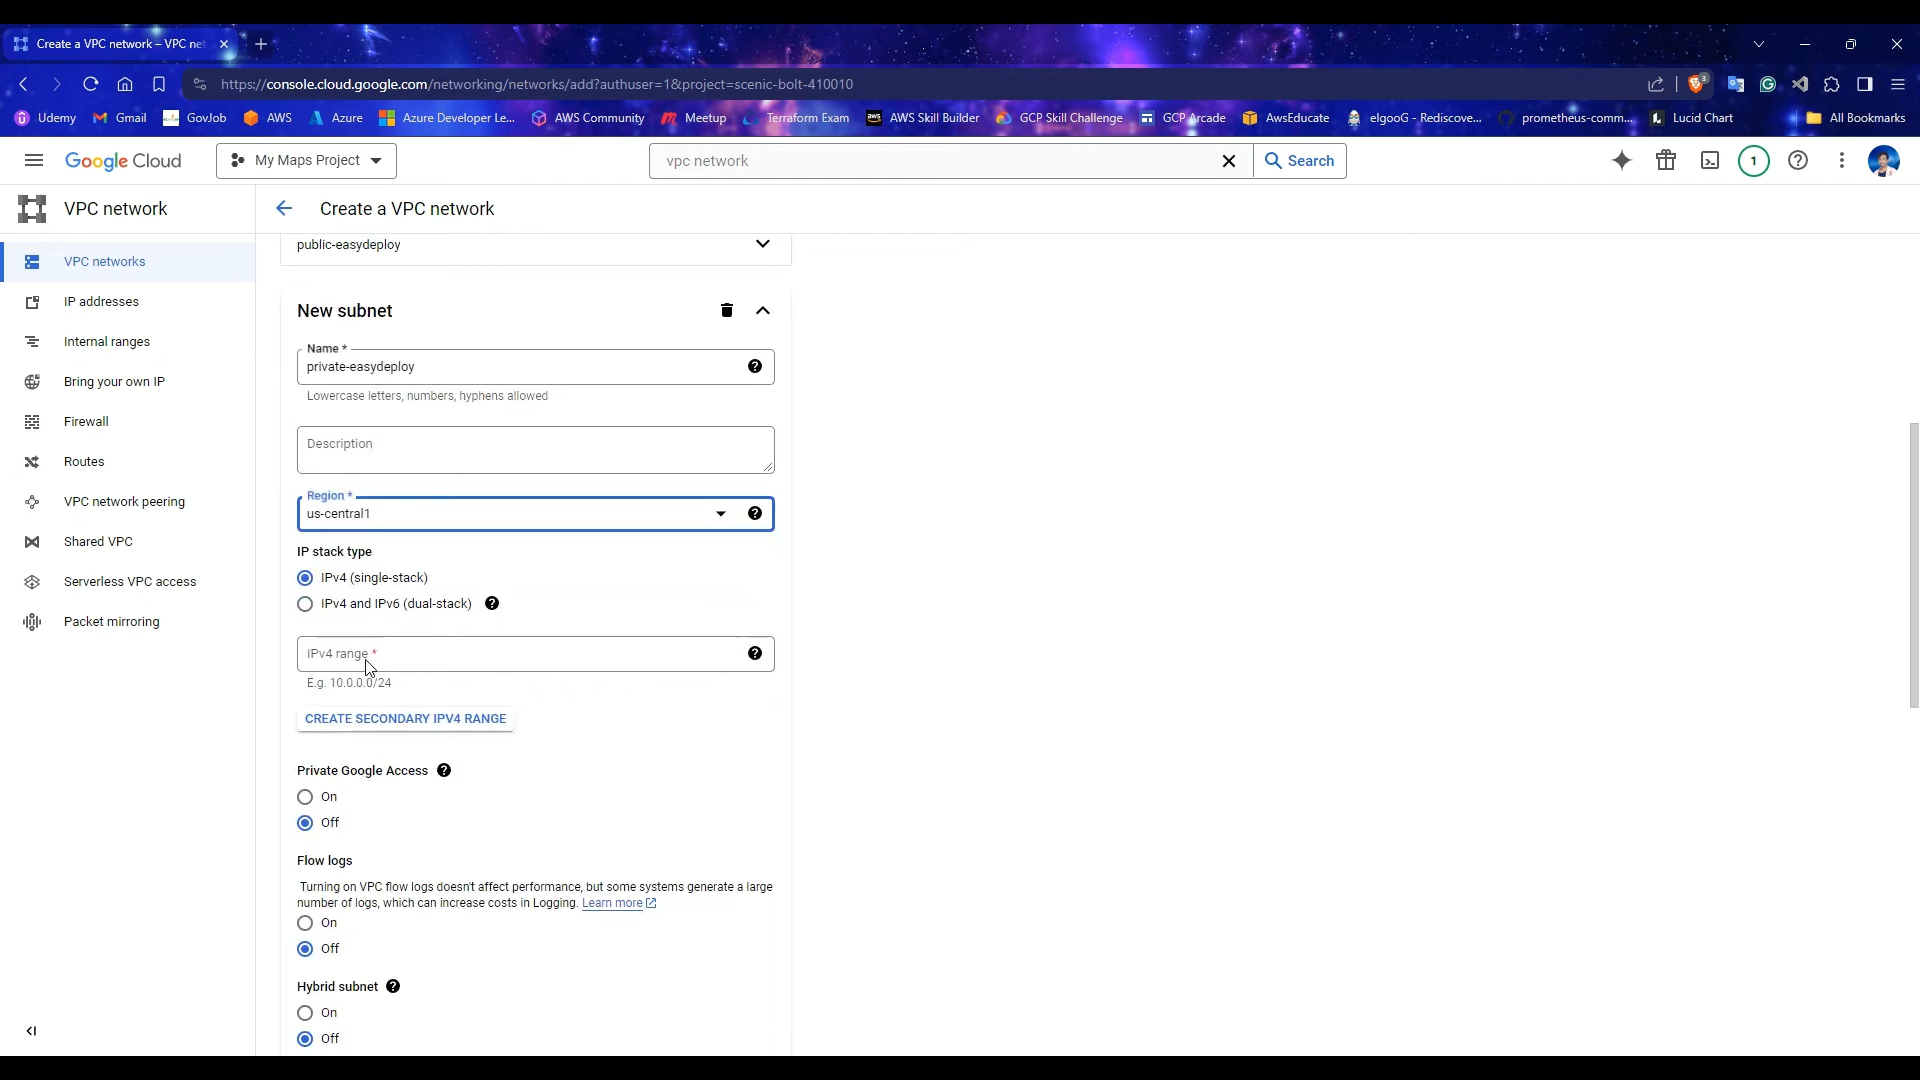 Create a VPC network – VPC net
https://console.cloud.google.com/networking/networks/add?authuser=1&project=scenic-bolt-410010
3
Udemy
Gmail
GovJob
AWS
Azure
Azure Developer Le...
AWS Community
Meetup
Terraform Exam
aws
AWS Skill Builder
GCP Skill Challenge
GCP Arcade
AwsEducate
elgooG - Rediscove...
prometheus-comm...
Lucid Chart
All Bookmarks
Google Cloud
My Maps Project
vpc network
Search
1
VPC network
Create a VPC network
VPC networks
IP addresses
Internal ranges
Bring your own IP
Firewall
Routes
VPC network peering
Shared VPC
Serverless VPC access
Packet mirroring
public-easydeploy
New subnet
Name *
private-easydeploy
Lowercase letters, numbers, hyphens allowed
Description
Region *
us-central1
IP stack type
IPv4 (single-stack)
IPv4 and IPv6 (dual-stack)
IPv4 range *
E.g. 10.0.0.0/24
CREATE SECONDARY IPV4 RANGE
Private Google Access
On
Off
Flow logs
Turning on VPC flow logs doesn't affect performance, but some systems generate a large
number of logs, which can increase costs in Logging. Learn more
On
Off
Hybrid subnet
On
Off